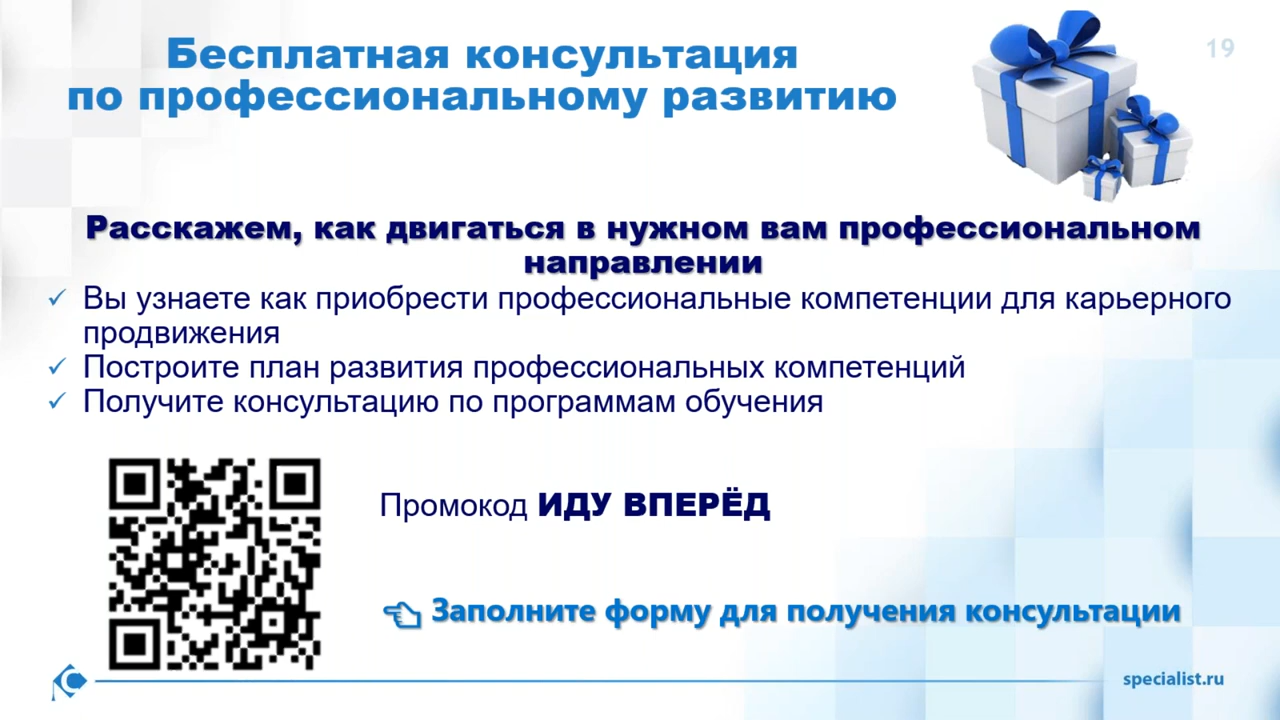 Бесплатная консультация
по профессиональному развитию
19
Расскажем, как двигаться в нужном вам профессиональном
направлении
Вы узнаете как приобрести профессиональные компетенции для карьерного
продвижения
Построите план развития профессиональных компетенций
Получите консультацию по программам обучения
Промокод ИДУ ВПЕРЁД
Заполните форму для получения консультации
specialist.ru